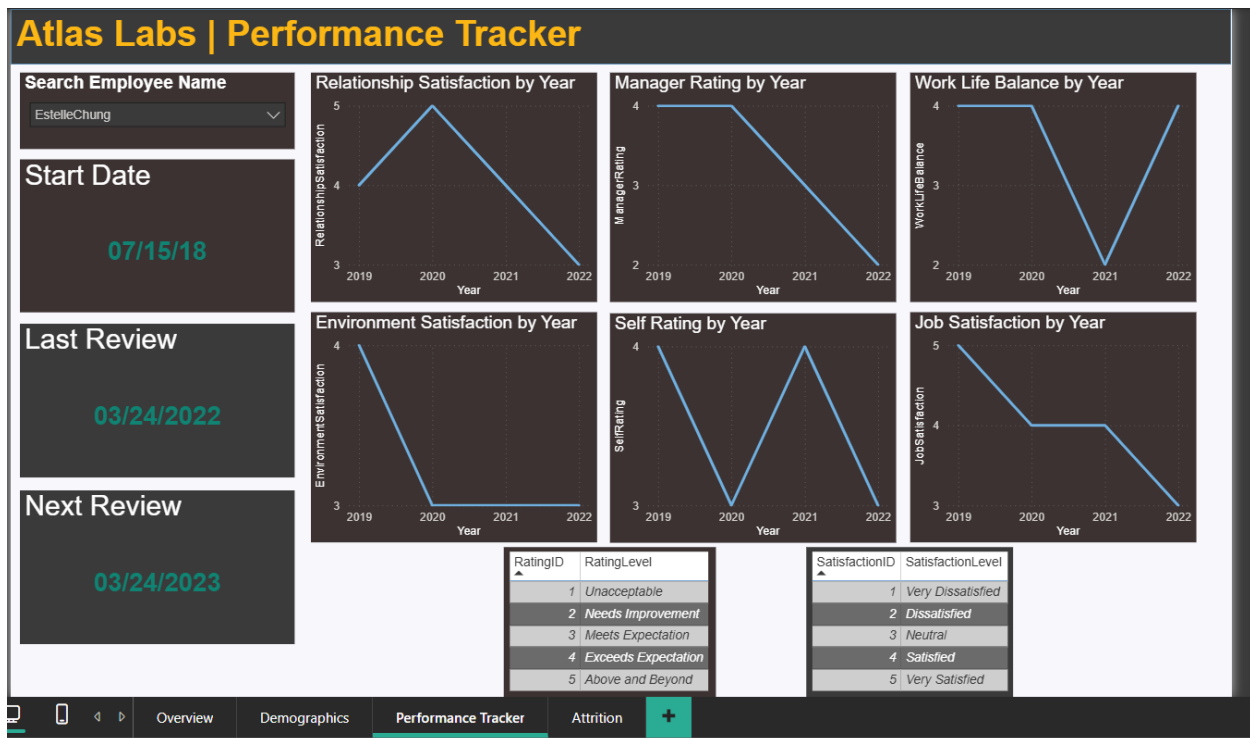 Atlas Labs | Performance Tracker
Search Employee Name
EstelleChung
Start Date
07/15/18
Last Review
03/24/2022
Next Review
03/24/2023
Relationship Satisfaction by Year
RelationshipSatisfaction
5
4
3
2019 2020 2021 2022
Year
Manager Rating by Year
ManagerRating
4
3
2
2019 2020 2021 2022
Year
Work Life Balance by Year
WorkLifeBalance
4
3
2
2019 2020 2021 2022
Year
Environment Satisfaction by Year
EnvironmentSatisfaction
4
3
2019 2020 2021 2022
Year
Self Rating by Year
SelfRating
4
3
2019 2020 2021 2022
Year
Job Satisfaction by Year
JobSatisfaction
5
4
3
2019 2020 2021 2022
Year
RatingID RatingLevel
1 Unacceptable
2 Needs Improvement
3 Meets Expectation
4 Exceeds Expectation
5 Above and Beyond
SatisfactionID SatisfactionLevel
1 Very Dissatisfied
2 Dissatisfied
3 Neutral
4 Satisfied
5 Very Satisfied
Overview Demographics Performance Tracker Attrition +